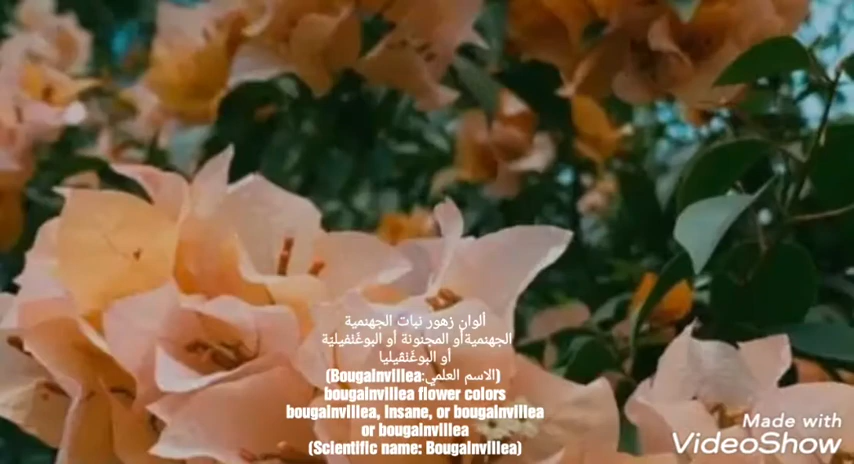 ألوان زهور نبات الجهنمية
الجهنمية أو المجنونة أو البوغنفيليّة
أو البوغنفيليا
(الاسم العلمي:Bougainvillea)
bougainvillea flower colors
bougainvillea, insane, or bougainvillea
or bougainvillea
(Scientific name: Bougainvillea)
Made with
VideoShow